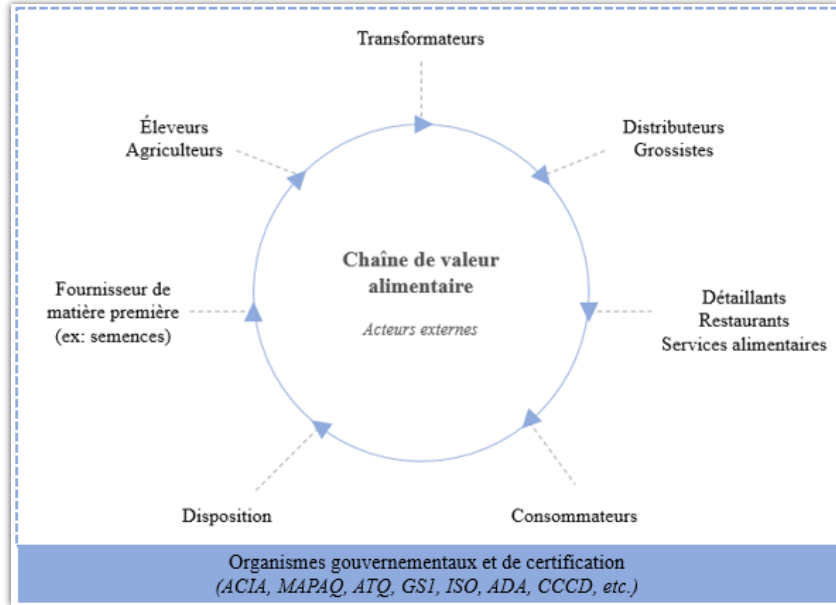 Transformateurs
Éleveurs
Agriculteurs
Distributeurs
Grossistes
Chaîne de valeur
alimentaire
Acteurs externes
Fournisseur de
matière première
(ex: semences)
Détaillants
Restaurants
Services alimentaires
Disposition
Consommateurs
Organismes gouvernementaux et de certification
(ACIA, MAPAQ, ATQ, GS1, ISO, ADA, CCCD, etc.)